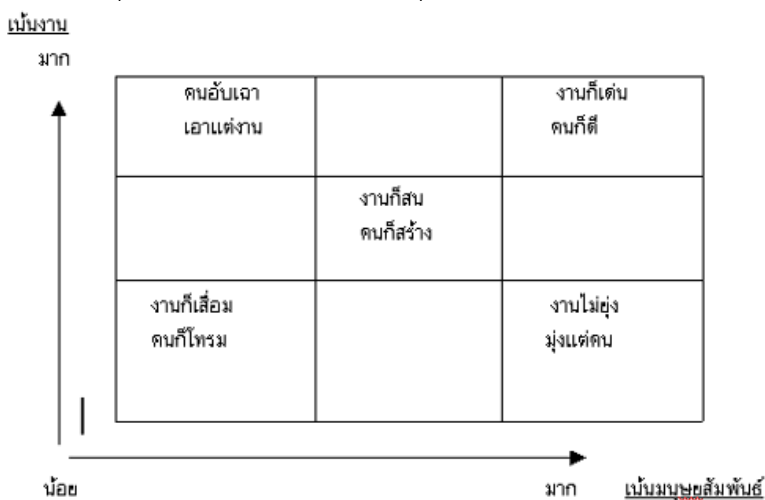 เน้นงาน
มาก
คนอับเฉา
เอาแต่งาน
งานก็เด่น
คนก็ดี
งานก็สน
คนก็สร้าง
งานก็เสื่อม
คนก็โทรม
งานไม่ยุ่ง
มุ่งแต่คน
น้อย
มาก
เน้นมนุษยสัมพันธ์